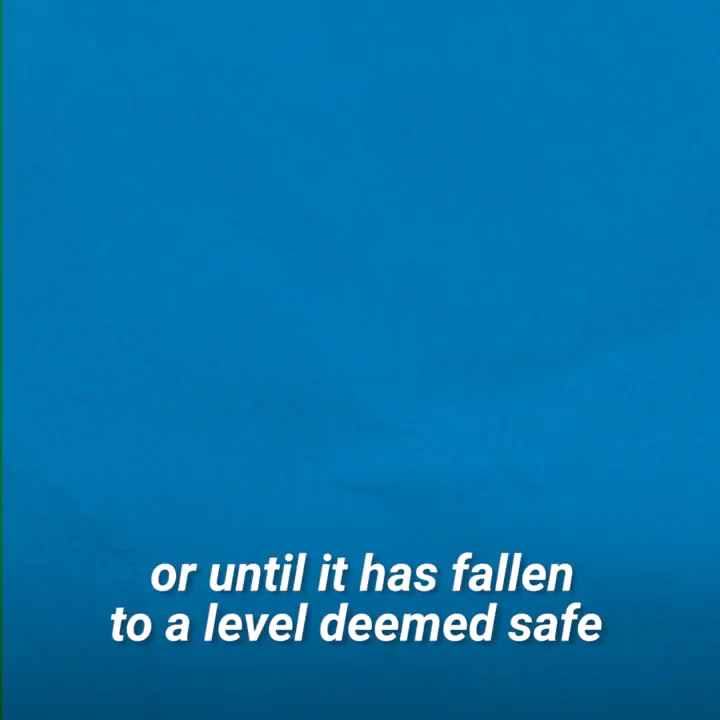 or until it has fallen
to a level deemed safe